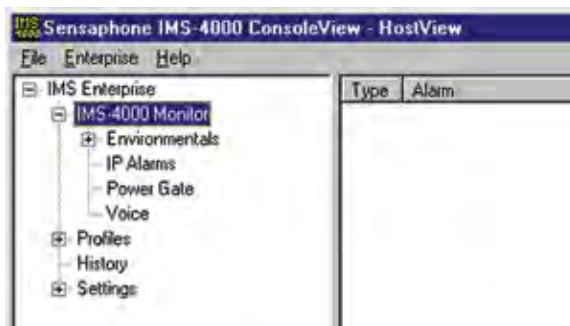 IMS 4000 Sensaphone IMS-4000 ConsoleView - HostView
File Enterprise Help
IMS Enterprise
Type Alarm
IMS-4000 Monitor
Environmentals
IP Alarms
Power Gate
Voice
Profiles
History
Settings